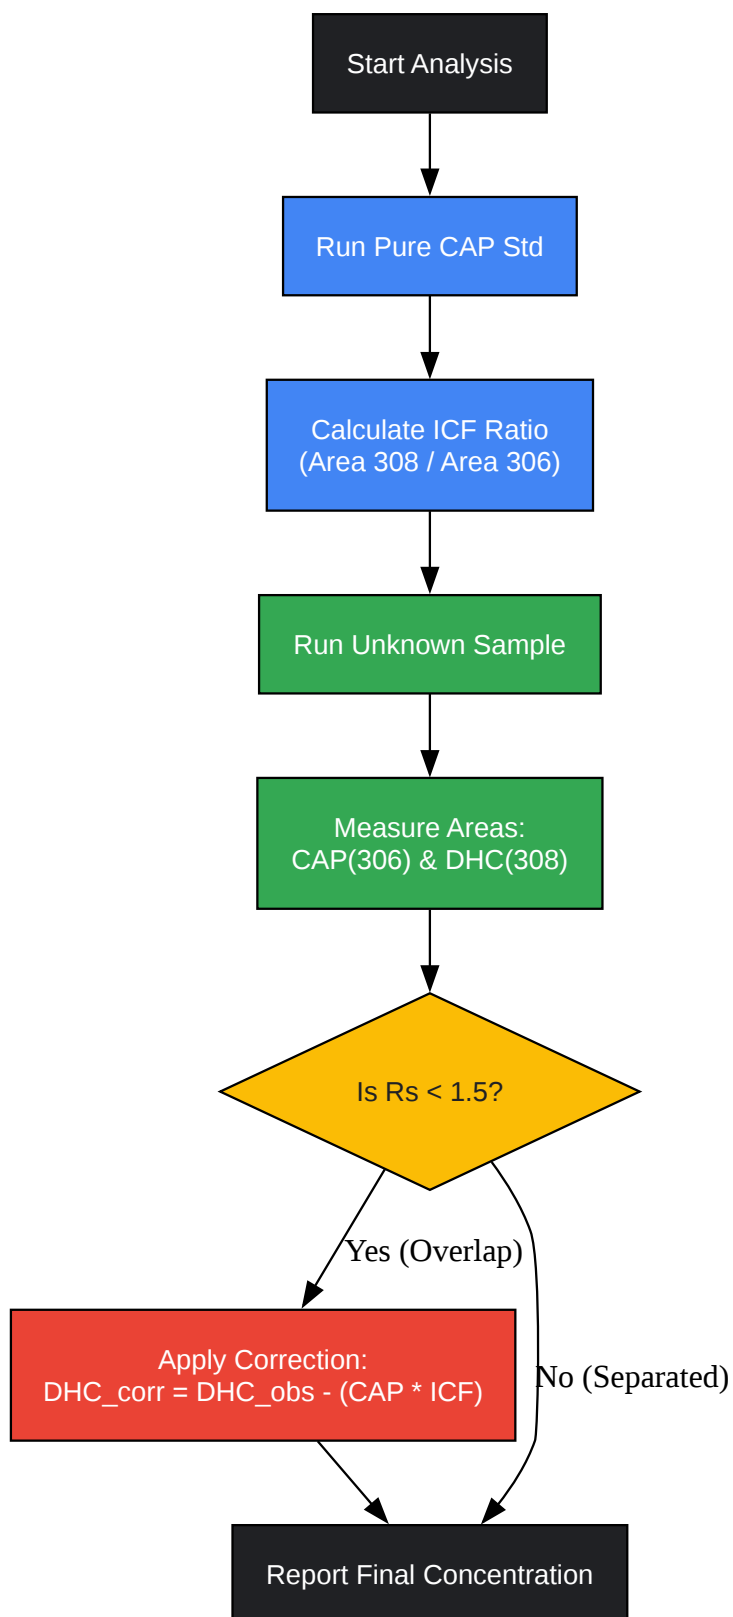 Start Analysis
Run Pure CAP Std
Calculate ICF Ratio
(Area 308 / Area 306)
Run Unknown Sample
Measure Areas:
CAP(306) & DHC(308)
Is Rs < 1.5?
Yes (Overlap)
Apply Correction:
DHC_corr = DHC_obs - (CAP * ICF)
No (Separated)
Report Final Concentration